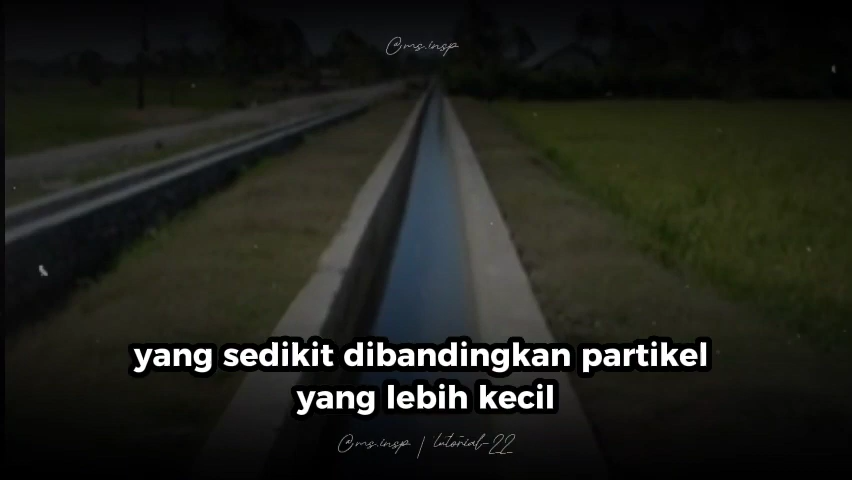 @ms.insp
yang sedikit dibandingkan partikel
yang lebih kecil
@ms.insp | tutorial-22